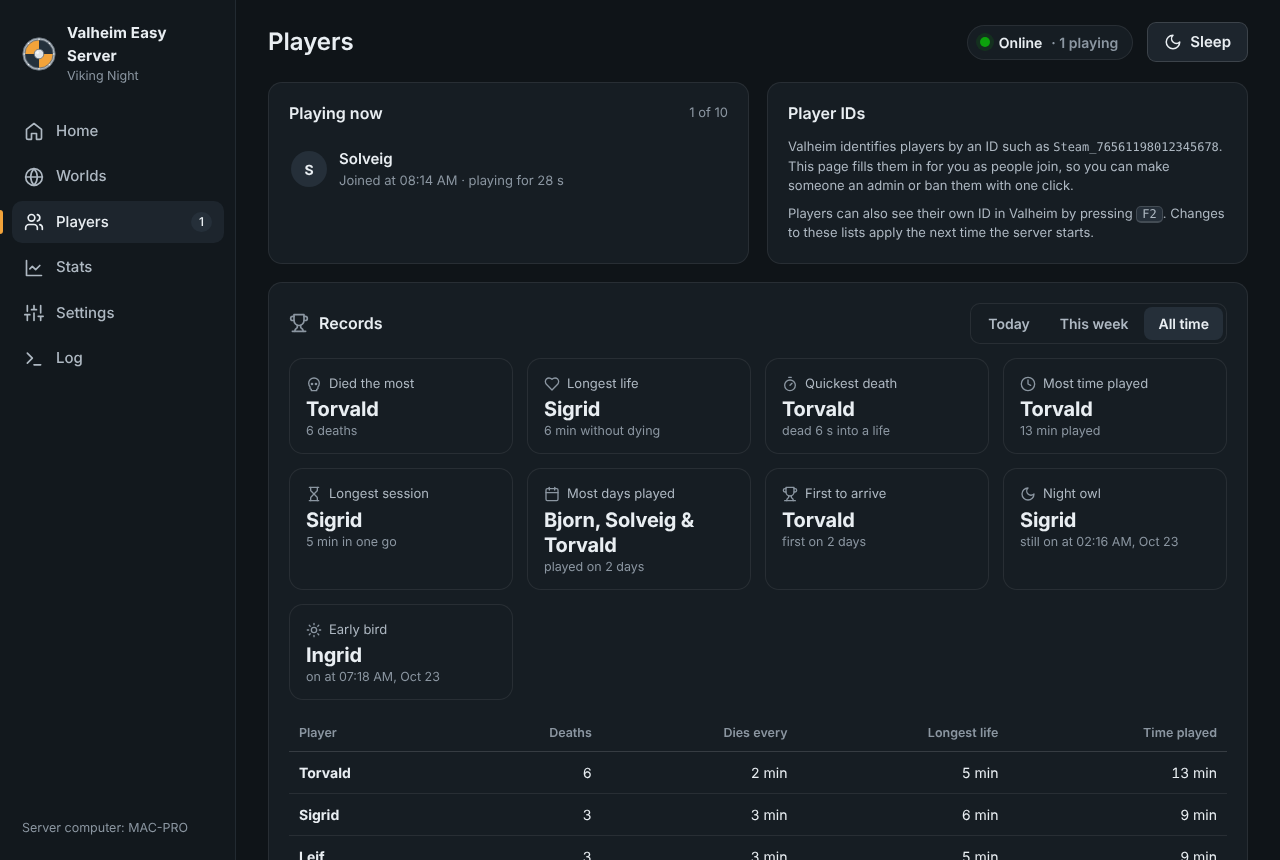 Valheim Easy
Server
Viking Night
Home
Worlds
Players 1
Stats
Settings
Log
Server computer: MAC-PRO
Players
Online · 1 playing
Sleep
Playing now
1 of 10
S
Solveig
Joined at 08:14 AM · playing for 28 s
Player IDs
Valheim identifies players by an ID such as Steam_76561198012345678.
This page fills them in for you as people join, so you can make
someone an admin or ban them with one click.
Players can also see their own ID in Valheim by pressing F2. Changes
to these lists apply the next time the server starts.
Records
Today This week All time
Died the most
Torvald
6 deaths
Longest life
Sigrid
6 min without dying
Quickest death
Torvald
dead 6 s into a life
Most time played
Torvald
13 min played
Longest session
Sigrid
5 min in one go
Most days played
Bjorn, Solveig &
Torvald
played on 2 days
First to arrive
Torvald
first on 2 days
Night owl
Sigrid
still on at 02:16 AM, Oct 23
Early bird
Ingrid
on at 07:18 AM, Oct 23
Player Deaths Dies every Longest life Time played
Torvald 6 2 min 5 min 13 min
Sigrid 3 3 min 6 min 9 min
Leif 3 3 min 5 min 9 min